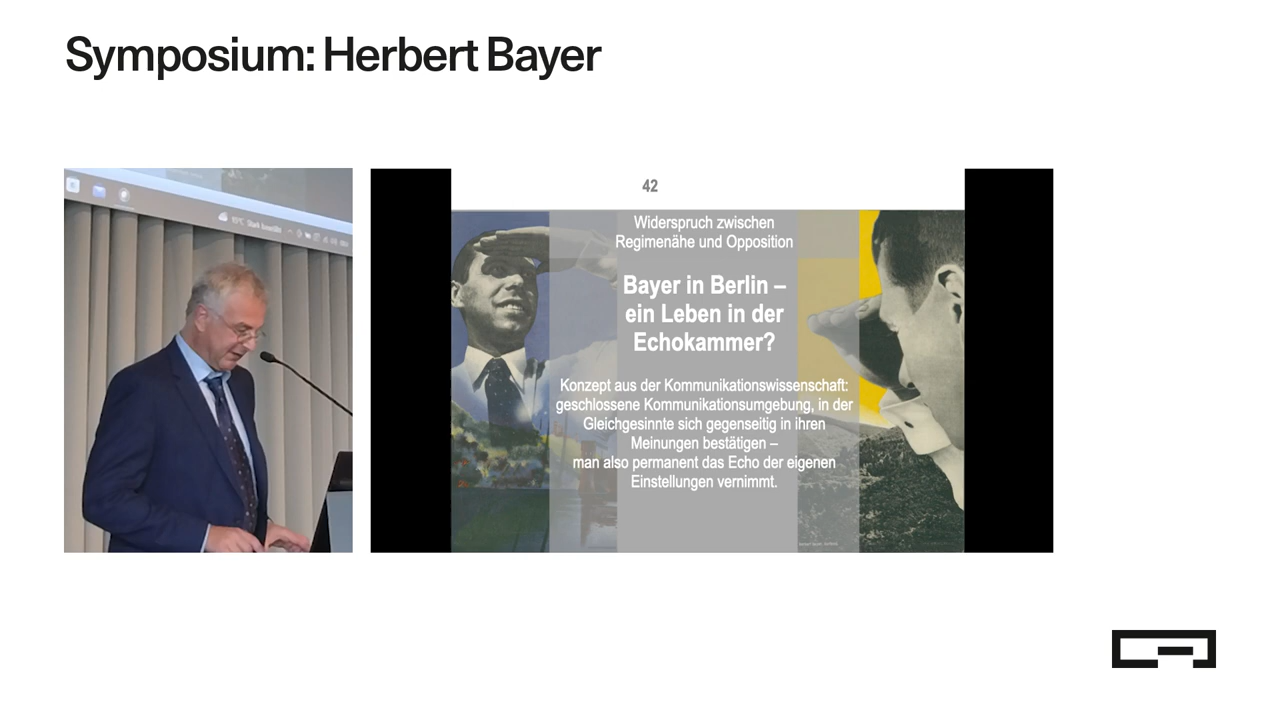 Symposium: Herbert Bayer
42
Widerspruch zwischen
Regimenähe und Opposition
Bayer in Berlin –
ein Leben in der
Echokammer?
Konzept aus der Kommunikationswissenschaft:
geschlossene Kommunikationsumgebung, in der
Gleichgesinnte sich gegenseitig in ihren
Meinungen bestätigen –
man also permanent das Echo der eigenen
Einstellungen vernimmt.